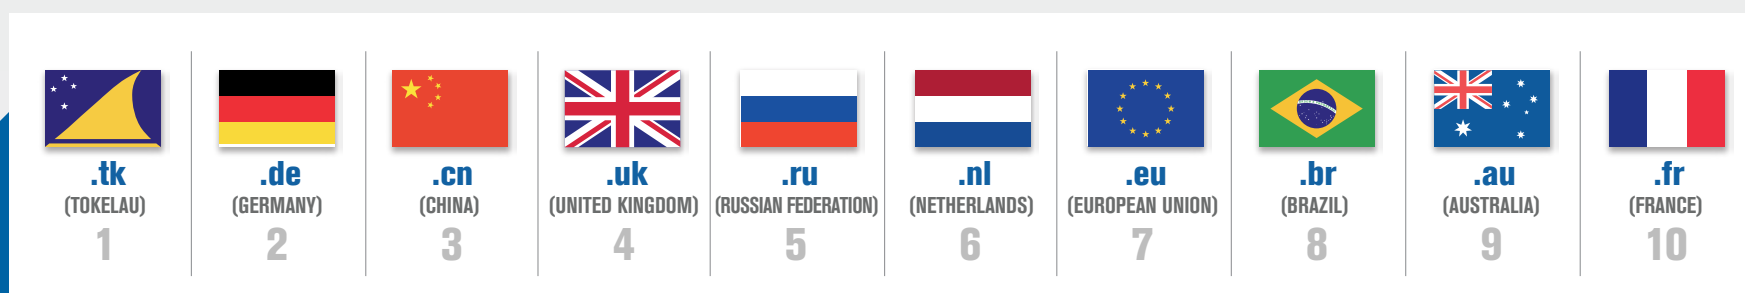 .tk
(TOKELAU)
1
.de
(GERMANY)
2
.cn
(CHINA)
3
.uk
(UNITED KINGDOM)
4
.ru
(RUSSIAN FEDERATION)
5
.nl
(NETHERLANDS)
6
.eu
(EUROPEAN UNION)
7
.br
(BRAZIL)
8
.au
(AUSTRALIA)
9
.fr
(FRANCE)
10